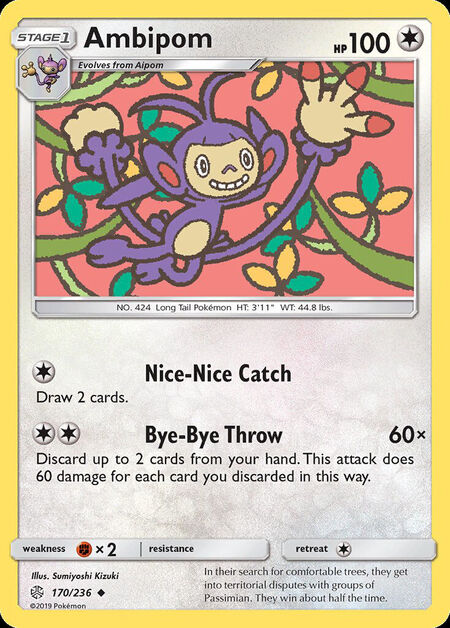 STAGE 1
Ambipom
HP 100
Evolves from Aipom
NO. 424 Long Tail Pokémon HT: 3'11" WT: 44.8 lbs.
Nice-Nice Catch
Draw 2 cards.
Bye-Bye Throw 60×
Discard up to 2 cards from your hand. This attack does
60 damage for each card you discarded in this way.
weakness ×2 resistance retreat
Illus. Sumiyoshi Kizuki
170/236
©2019 Pokémon
In their search for comfortable trees, they get
into territorial disputes with groups of
Passimian. They win about half the time.